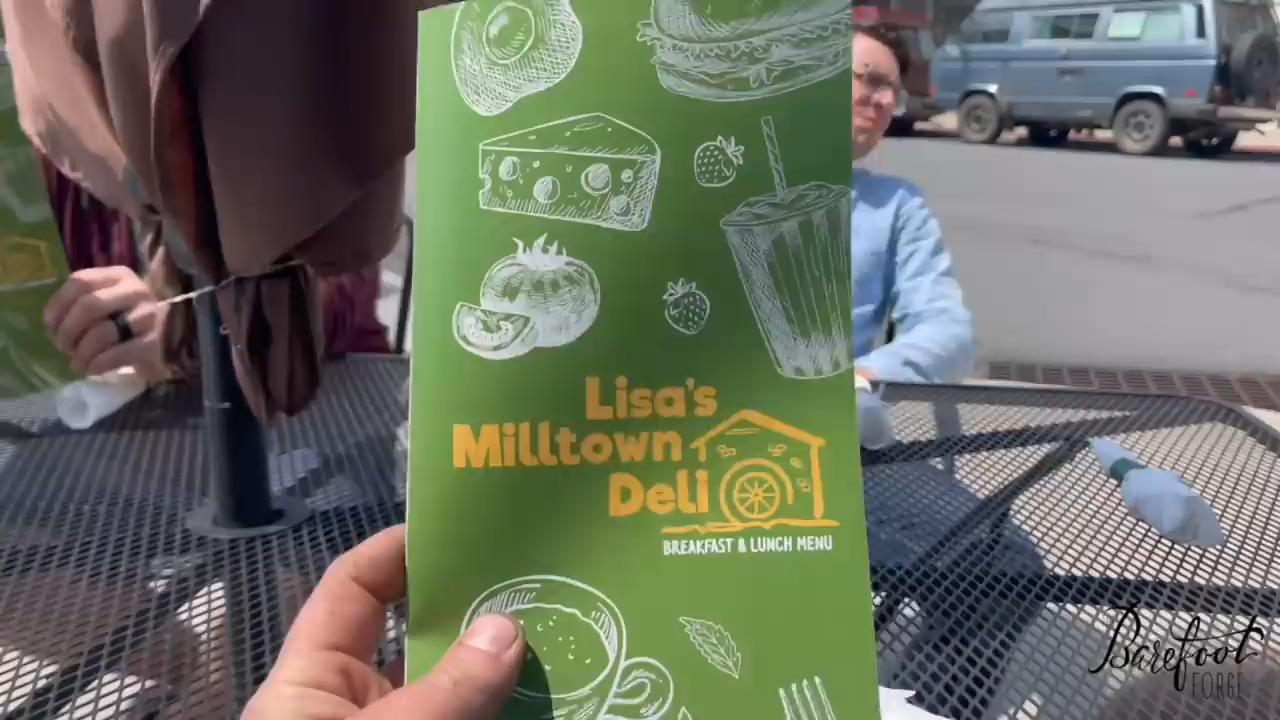 Lisa's
Milltown
Deli
BREAKFAST & LUNCH MENU
Barefoot
FORGE